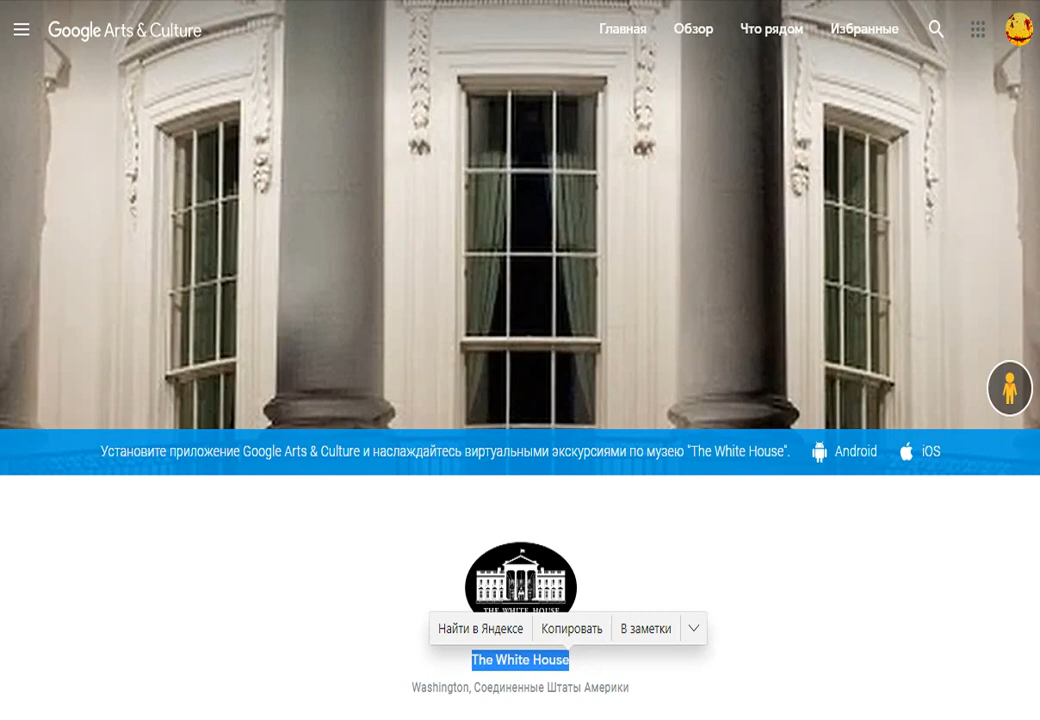 Google Arts & Culture
Главная Обзор Что рядом Избранные
Установите приложение Google Arts & Culture и наслаждайтесь виртуальными экскурсиями по музею "The White House". Android iOS
THE WHITE HOUSE
Найти в Яндексе Копировать В заметки
The White House
Washington, Соединенные Штаты Америки